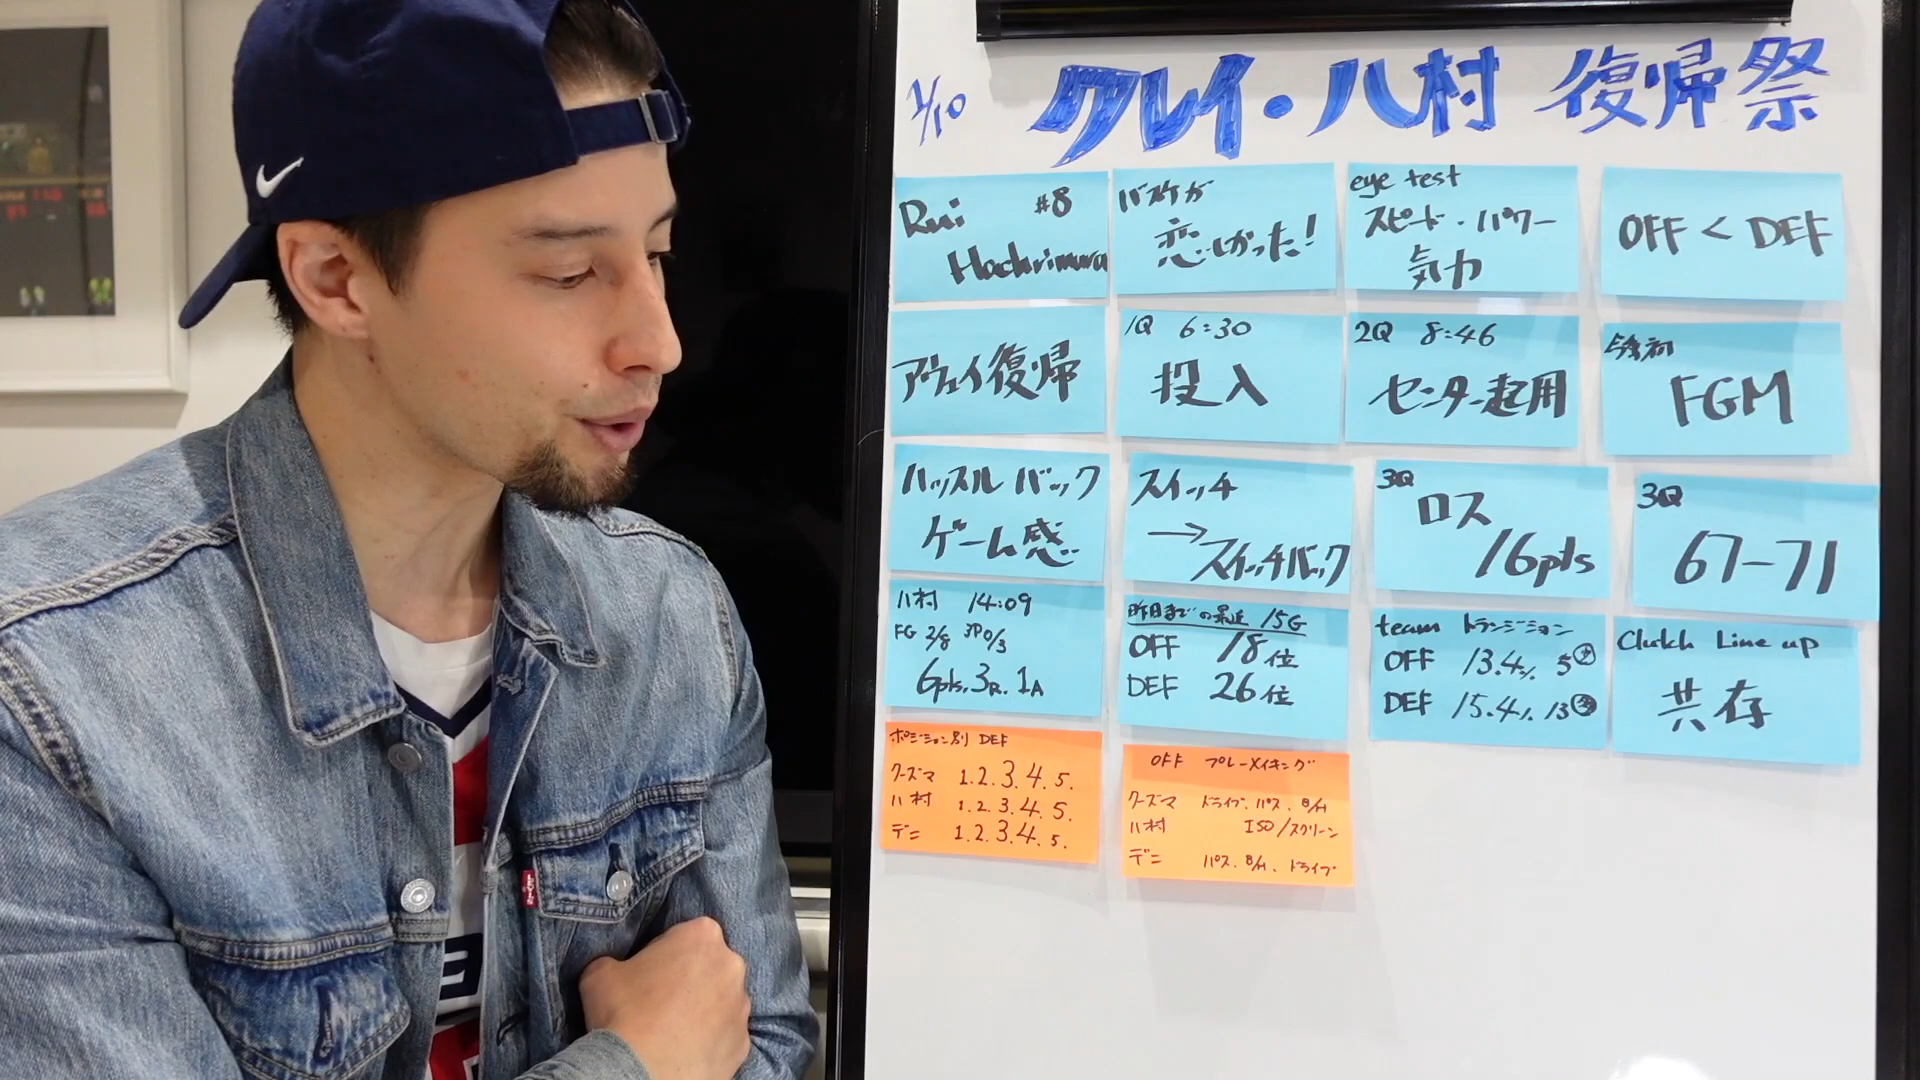 1/10 クレイ・八村 復帰祭
Rui #8
Hachimura
バスケが
恋しかった!
eye test
スピード・パワー
気力
OFF < DEF
アウェイ復帰
1Q 6:30
投入
2Q 8:46
センター起用
今季初
FGM
ハッスルバック
ゲーム感
スイッチ
→スイッチバック
3Q
ロス
16pts
3Q
67-71
八村 14:09
FG 2/8 3P 0/3
6pts.3R.1A
昨日までの最近 15G
OFF 18位
DEF 26位
team トランジション
OFF 13.4%
DEF 15.4%
Clutch Line up
共存
ポジション別 DEF
クーズマ 1.2.3.4.5.
八村 1.2.3.4.5.
デニ 1.2.3.4.5.
OFF プレーメイキング
クーズマ ドライブ.パス.
八村 ISO/スクリーン
デニ パス. ドライブ
Levi's